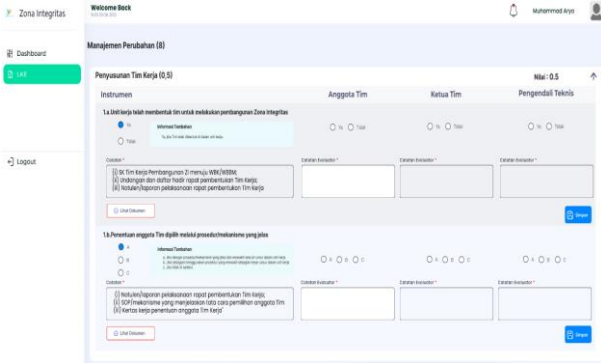 Zona Integritas
Welcome Back
Muhammad Arya
Dashboard
LKE
Logout
Manajemen Perubahan (8)
Penyusunan Tim Kerja (0,5)
Nilai : 0.5
Instrumen
Anggota Tim
Ketua Tim
Pengendali Teknis
1.a Unit kerja telah membentuk tim untuk melakukan pembangunan Zona Integritas
Ya
Tidak
Informasi Tambahan
Ya Tidak
Ya Tidak
Ya Tidak
Catatan *
Catatan Evaluator *
Catatan Evaluator *
Catatan Evaluator *
(i) SK Tim Kerja Pembangunan ZI menuju WBK/WBBM;
(ii) Undangan dan daftar hadir rapat pembentukan Tim Kerja;
(iii) Notulen/laporan pelaksanaan rapat pembentukan Tim Kerja
Lihat Dokumen
Simpan
1.b.Penentuan anggota Tim dipilih melalui prosedur/mekanisme yang jelas
A
B
C
Informasi Tambahan
A B C
A B C
A B C
Catatan *
Catatan Evaluator *
Catatan Evaluator *
Catatan Evaluator *
(i) Notulen/laporan pelaksanaan rapat pembentukan Tim Kerja;
(ii) SOP/mekanisme yang menjelaskan tata cara pemilihan anggota Tim
(iii) Kertas kerja penentuan anggota Tim Kerja"
Lihat Dokumen
Simpan